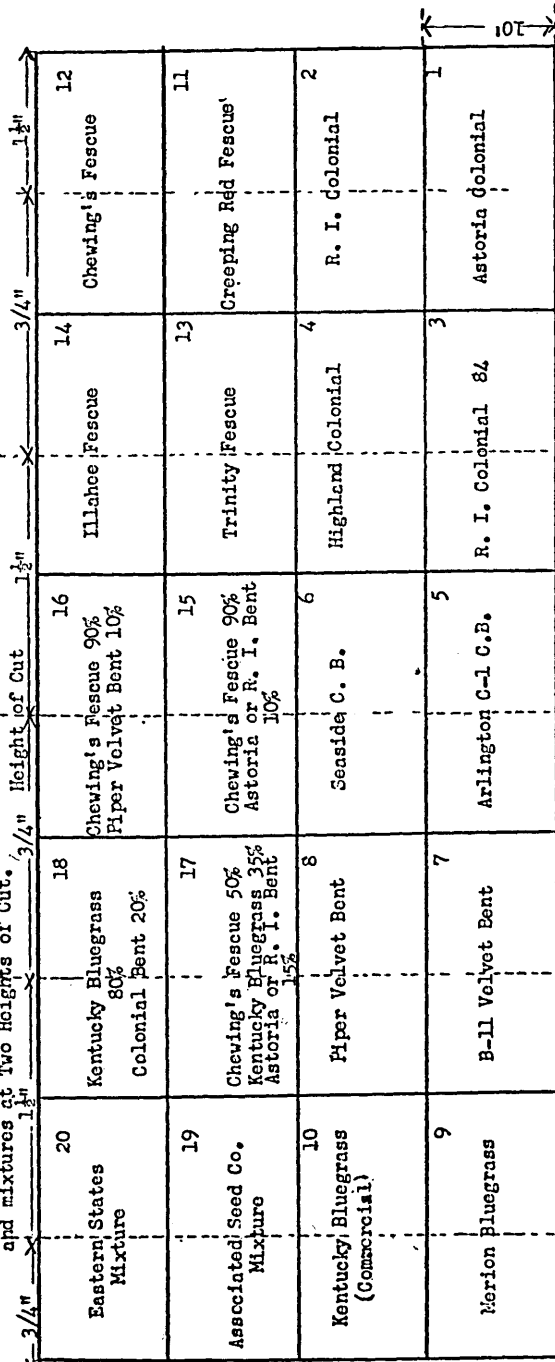 and mixtures at Two Heights of Cut.
3/4" 1½" 3/4" Height of Cut 1½" 3/4" 1½"
20
Eastern States
Mixture
18
Kentucky Bluegrass
80%
Colonial Bent 20%
16
Chewing's Fescue 90%
Piper Velvet Bent 10%
14
Illahee Fescue
12
Chewing's Fescue
19
Associated Seed Co.
Mixture
17
Chewing's Fescue 50%
Kentucky Bluegrass 35%
Astoria or R. I. Bent
15%
15
Chewing's Fescue 90%
Astoria or R. I. Bent
10%
13
Trinity Fescue
11
Creeping Red Fescue'
10
Kentucky Bluegrass
(Commercial)
8
Piper Velvet Bent
6
Seaside C. B.
4
Highland Colonial
2
R. I. Colonial
9
Merion Bluegrass
7
B-11 Velvet Bent
5
Arlington C-1 C.B.
3
R. I. Colonial 84
1
Astoria Colonial
10'